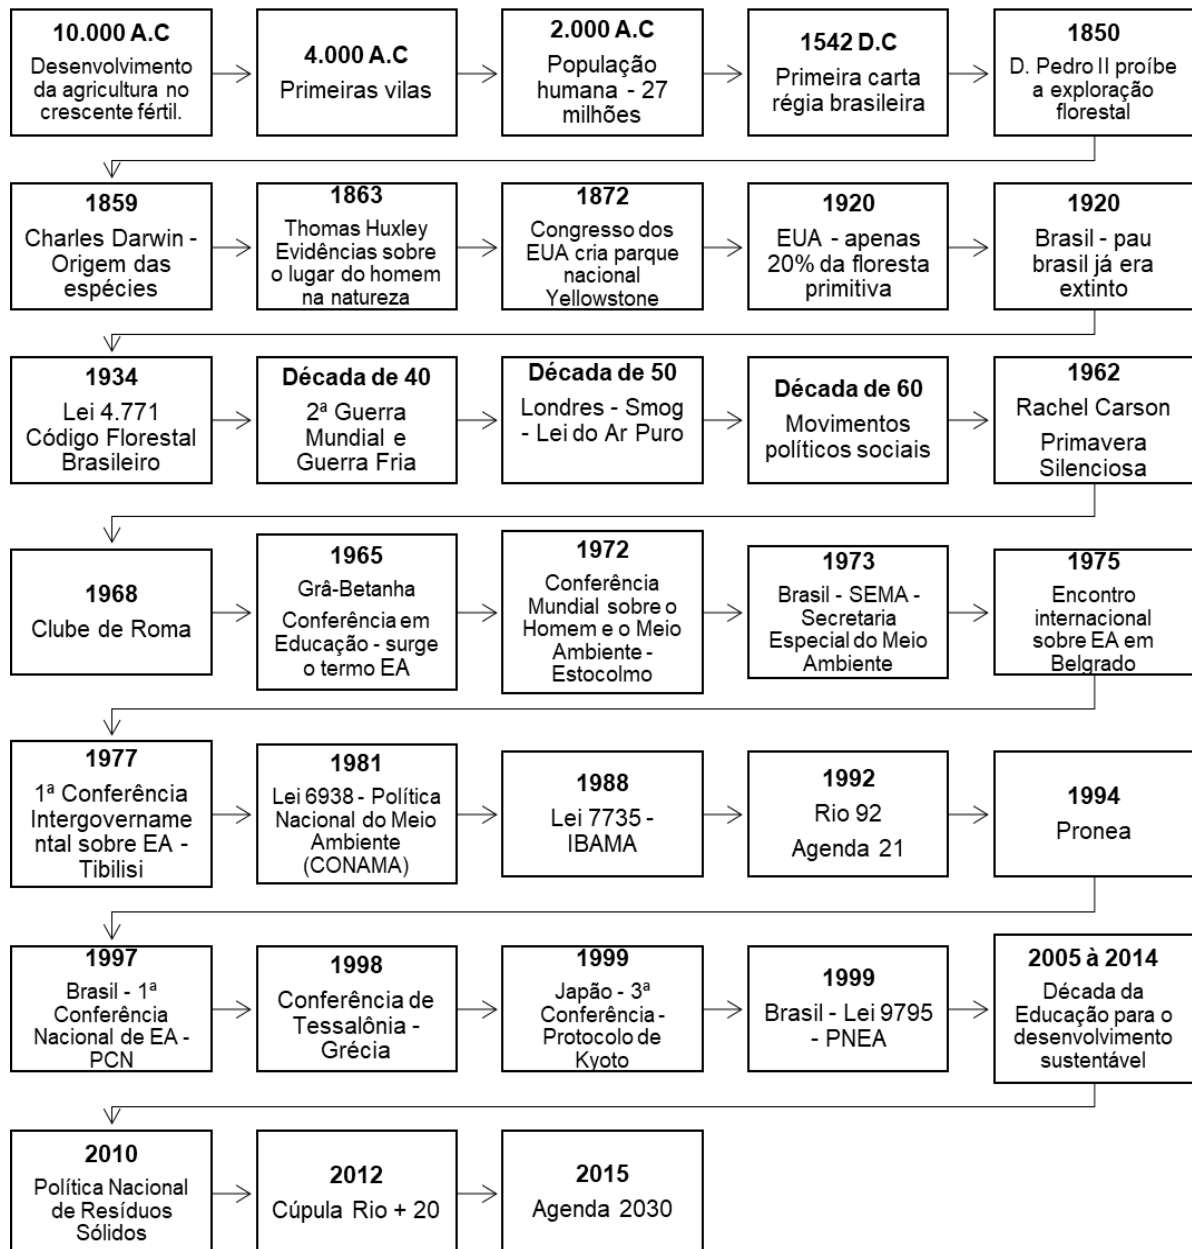 10.000 A.C
Desenvolvimento
da agricultura no
crescente fértil.
4.000 A.C
Primeiras vilas
2.000 A.C
População
humana - 27
milhões
1542 D.C
Primeira carta
régia brasileira
1850
D. Pedro II proíbe
a exploração
florestal
1859
Charles Darwin -
Origem das
espécies
1863
Thomas Huxley
Evidências sobre
o lugar do homem
na natureza
1872
Congresso dos
EUA cria parque
nacional
Yellowstone
1920
EUA - apenas
20% da floresta
primitiva
1920
Brasil - pau
brasil já era
extinto
1934
Lei 4.771
Código Florestal
Brasileiro
Década de 40
2ª Guerra
Mundial e
Guerra Fria
Década de 50
Londres - Smog
- Lei do Ar Puro
Década de 60
Movimentos
políticos sociais
1962
Rachel Carson
Primavera
Silenciosa
1968
Clube de Roma
1965
Grâ-Betanha
Conferência em
Educação - surge
o termo EA
1972
Conferência
Mundial sobre o
Homem e o Meio
Ambiente -
Estocolmo
1973
Brasil - SEMA -
Secretaria
Especial do Meio
Ambiente
1975
Encontro
internacional
sobre EA em
Belgrado
1977
1ª Conferência
Intergovername
ntal sobre EA -
Tibilisi
1981
Lei 6938 - Política
Nacional do Meio
Ambiente
(CONAMA)
1988
Lei 7735 -
IBAMA
1992
Rio 92
Agenda 21
1994
Pronea
1997
Brasil - 1ª
Conferência
Nacional de EA -
PCN
1998
Conferência de
Tessalônia -
Grécia
1999
Japão - 3ª
Conferência -
Protocolo de
Kyoto
1999
Brasil - Lei 9795
- PNEA
2005 à 2014
Década da
Educação para o
desenvolvimento
sustentável
2010
Política Nacional
de Resíduos
Sólidos
2012
Cúpula Rio + 20
2015
Agenda 2030